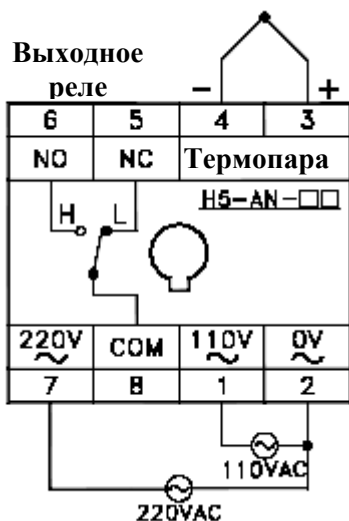 Выходное
реле
- +
6 5 4 3
NO NC Термопара
H5-AN-□□
H L
220V COM 110V 0V
~ ~ ~
7 8 1 2
~
110VAC
~
220VAC